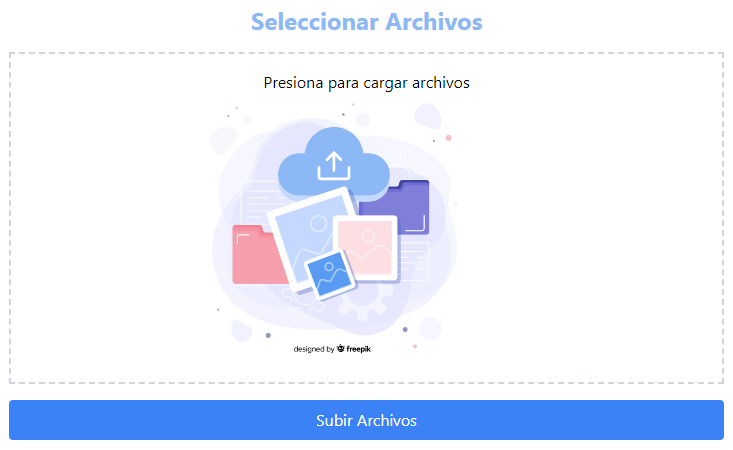 Seleccionar Archivos
Presiona para cargar archivos
designed by freepik
Subir Archivos